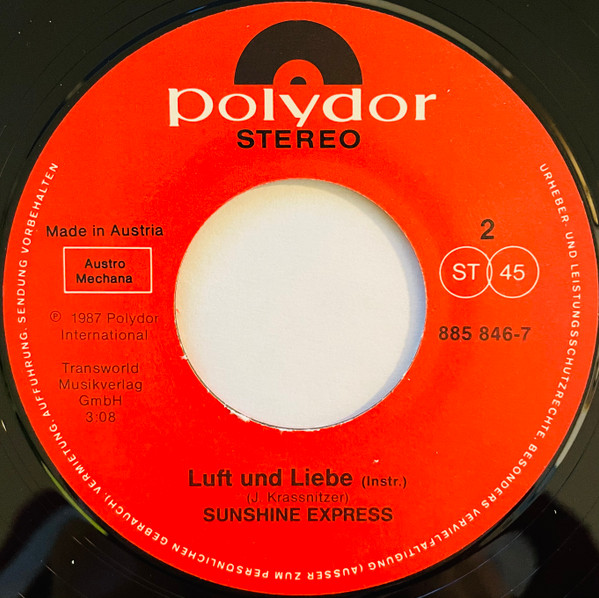 polydor
STEREO
Made in Austria
Austro
Mechana
℗ 1987 Polydor
International
Transworld
Musikverlag
GmbH
3:08
2
ST 45
885 846-7
Luft und Liebe (Instr.)
(J. Krassnitzer)
SUNSHINE EXPRESS
URHEBER- UND LEISTUNGSSCHUTZRECHTE, BESONDERS VERVIELFÄLTIGUNG (AUSSER ZUM PERSÖNLICHEN GEBRAUCH), VERMIETUNG, AUFFÜHRUNG, SENDUNG VORBEHALTEN